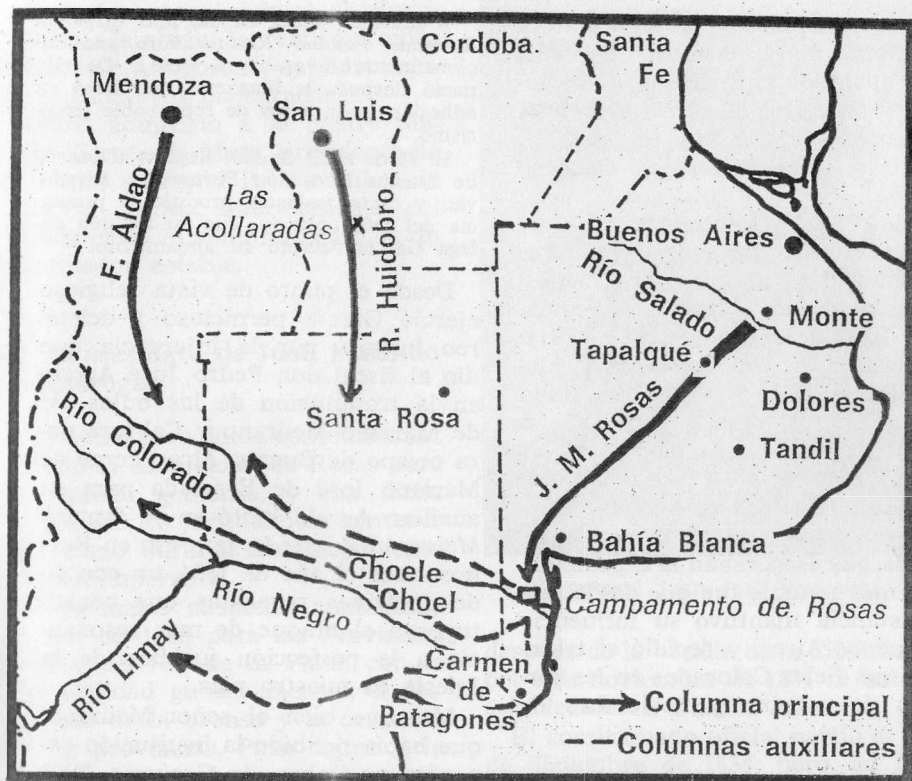 Córdoba.
Santa
Fe
Mendoza
San Luis
Las
Acollaradas
F. Aldao
R. Huidobro
Buenos Aires
Río
Salado
Monte
Tapalqué
Dolores
Tandil
J. M. Rosas
Santa Rosa
Río
Colorado
Bahía Blanca
Choele
Choel
Río Negro
Campamento de Rosas
Río Limay
Carmen
de
Patagones
Columna principal
Columnas auxiliares